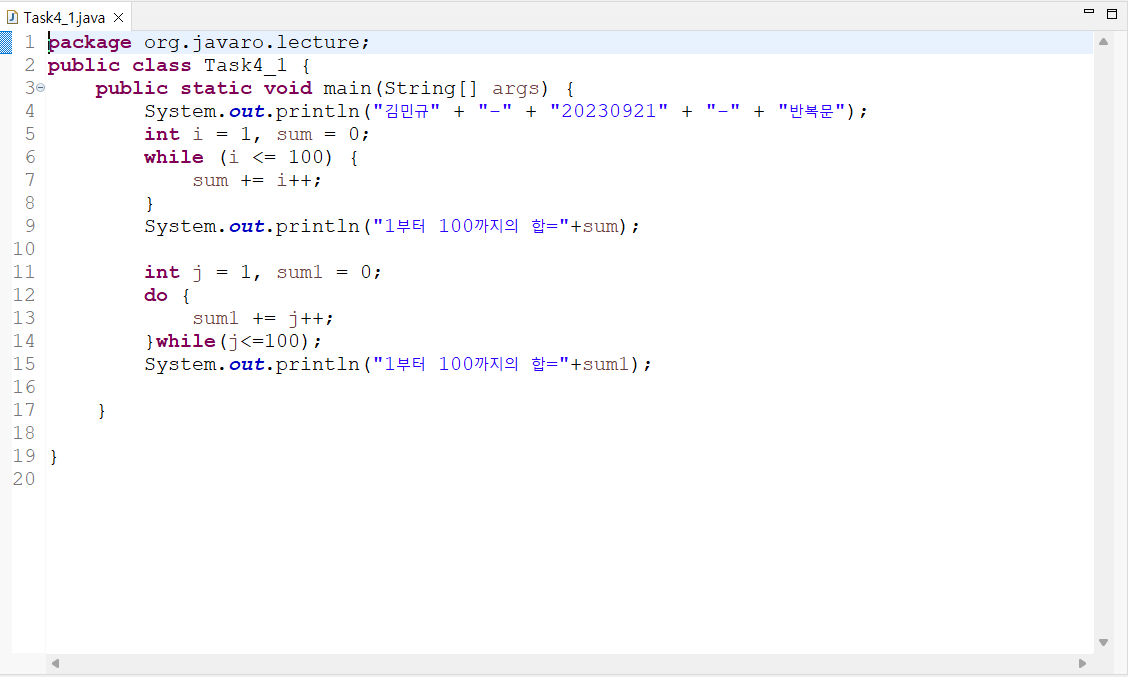 Task4_1.java
1 package org.javaro.lecture;
2 public class Task4_1 {
3 public static void main(String[] args) {
4 System.out.println("김민규" + "-" + "20230921" + "-" + "반복문");
5 int i = 1, sum = 0;
6 while (i <= 100) {
7 sum += i++;
8 }
9 System.out.println("1부터 100까지의 합="+sum);
10
11 int j = 1, sum1 = 0;
12 do {
13 sum1 += j++;
14 }while(j<=100);
15 System.out.println("1부터 100까지의 합="+sum1);
16
17 }
18
19 }
20